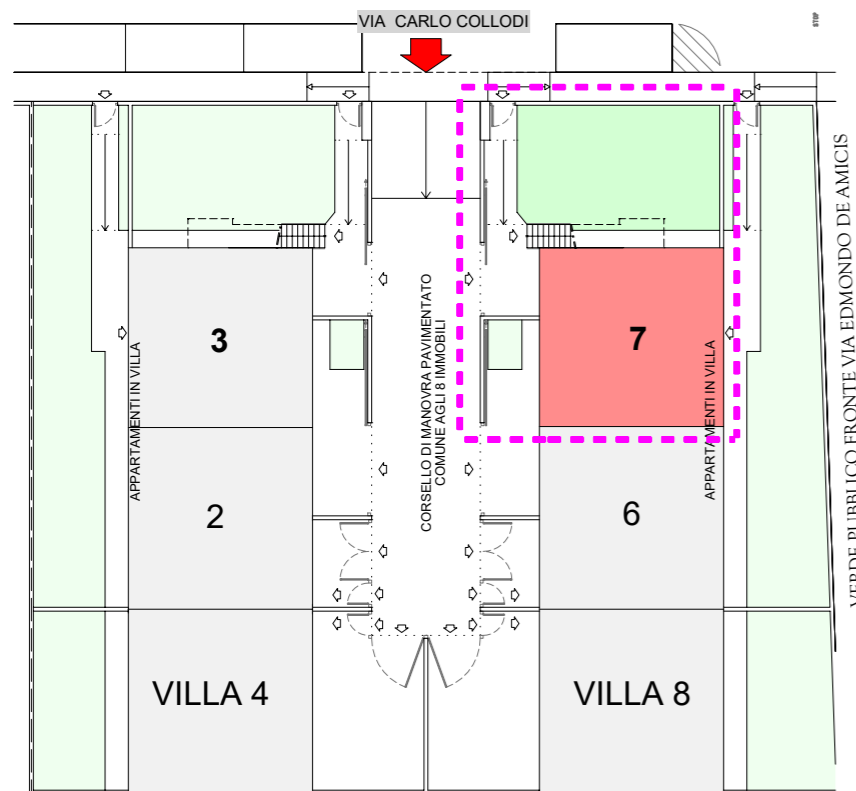 VIA CARLO COLLODI
STOP
3
7
APPARTAMENTI IN VILLA
CORSELLO DI MANOVRA PAVIMENTATO
COMUNE AGLI 8 IMMOBILI
APPARTAMENTI IN VILLA
VERDE PUBBLICO FRONTE VIA EDMONDO DE AMICIS
2
6
VILLA 4
VILLA 8